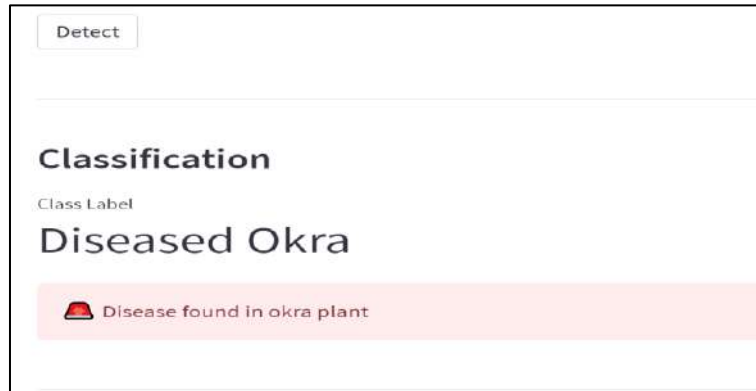 Detect
Classification
Class Label
Diseased Okra
Disease found in okra plant